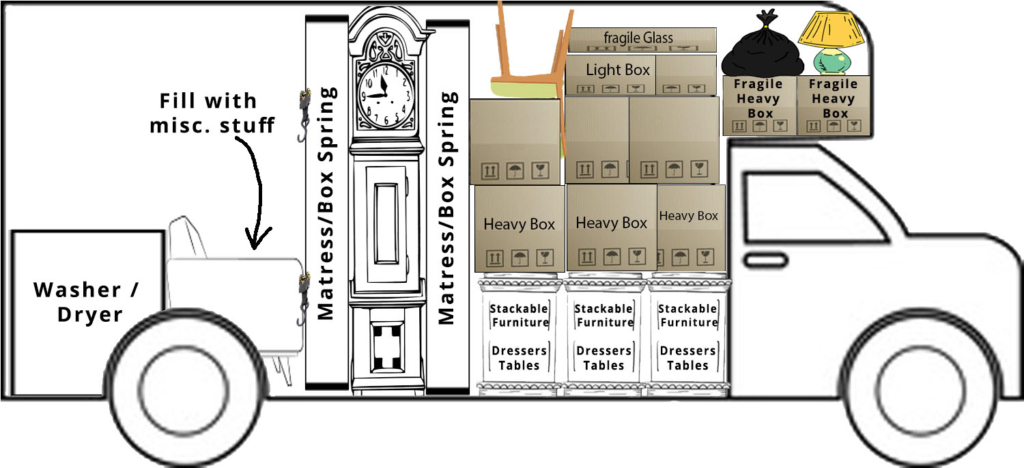 Fill with
misc. stuff
Washer /
Dryer
Matress/Box Spring
12
Matress/Box Spring
fragile Glass
Light Box
Heavy Box
Heavy Box
Heavy Box
Stackable
Furniture
Dressers
Tables
Stackable
Furniture
Dressers
Tables
Stackable
Furniture
Dressers
Tables
Fragile
Heavy
Box
Fragile
Heavy
Box